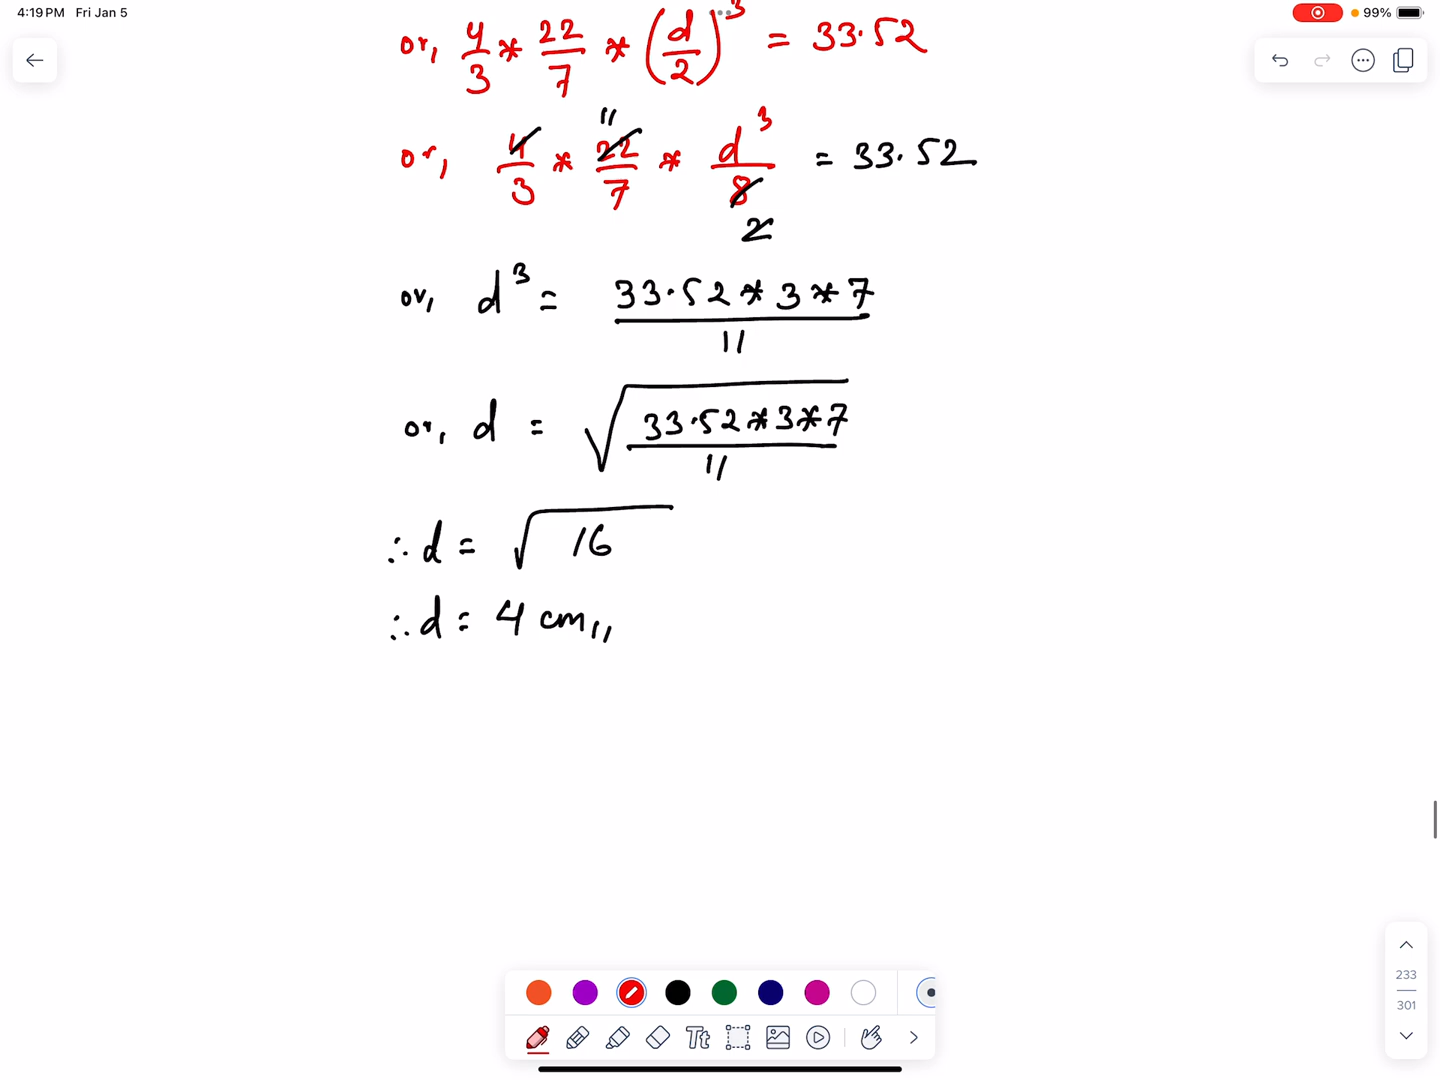 4:19 PM Fri Jan 5
99%
or, 4/3 * 22/7 * (d/2)^3 = 33.52
11
or, 4/3 * 22/7 * d^3/8 = 33.52
2
or, d^3 = 33.52 * 3 * 7 / 11
or, d = √(33.52 * 3 * 7 / 11)
∴ d = √16
∴ d = 4 cm,,
233
301
Tt